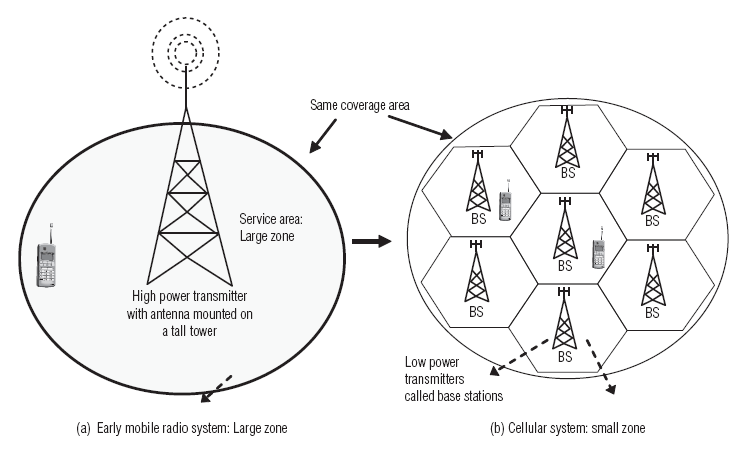 Same coverage area
Service area:
Large zone
High power transmitter
with antenna mounted on
a tall tower
BS
BS
BS
BS
BS
BS
BS
Low power
transmitters
called base stations
(a) Early mobile radio system: Large zone
(b) Cellular system: small zone